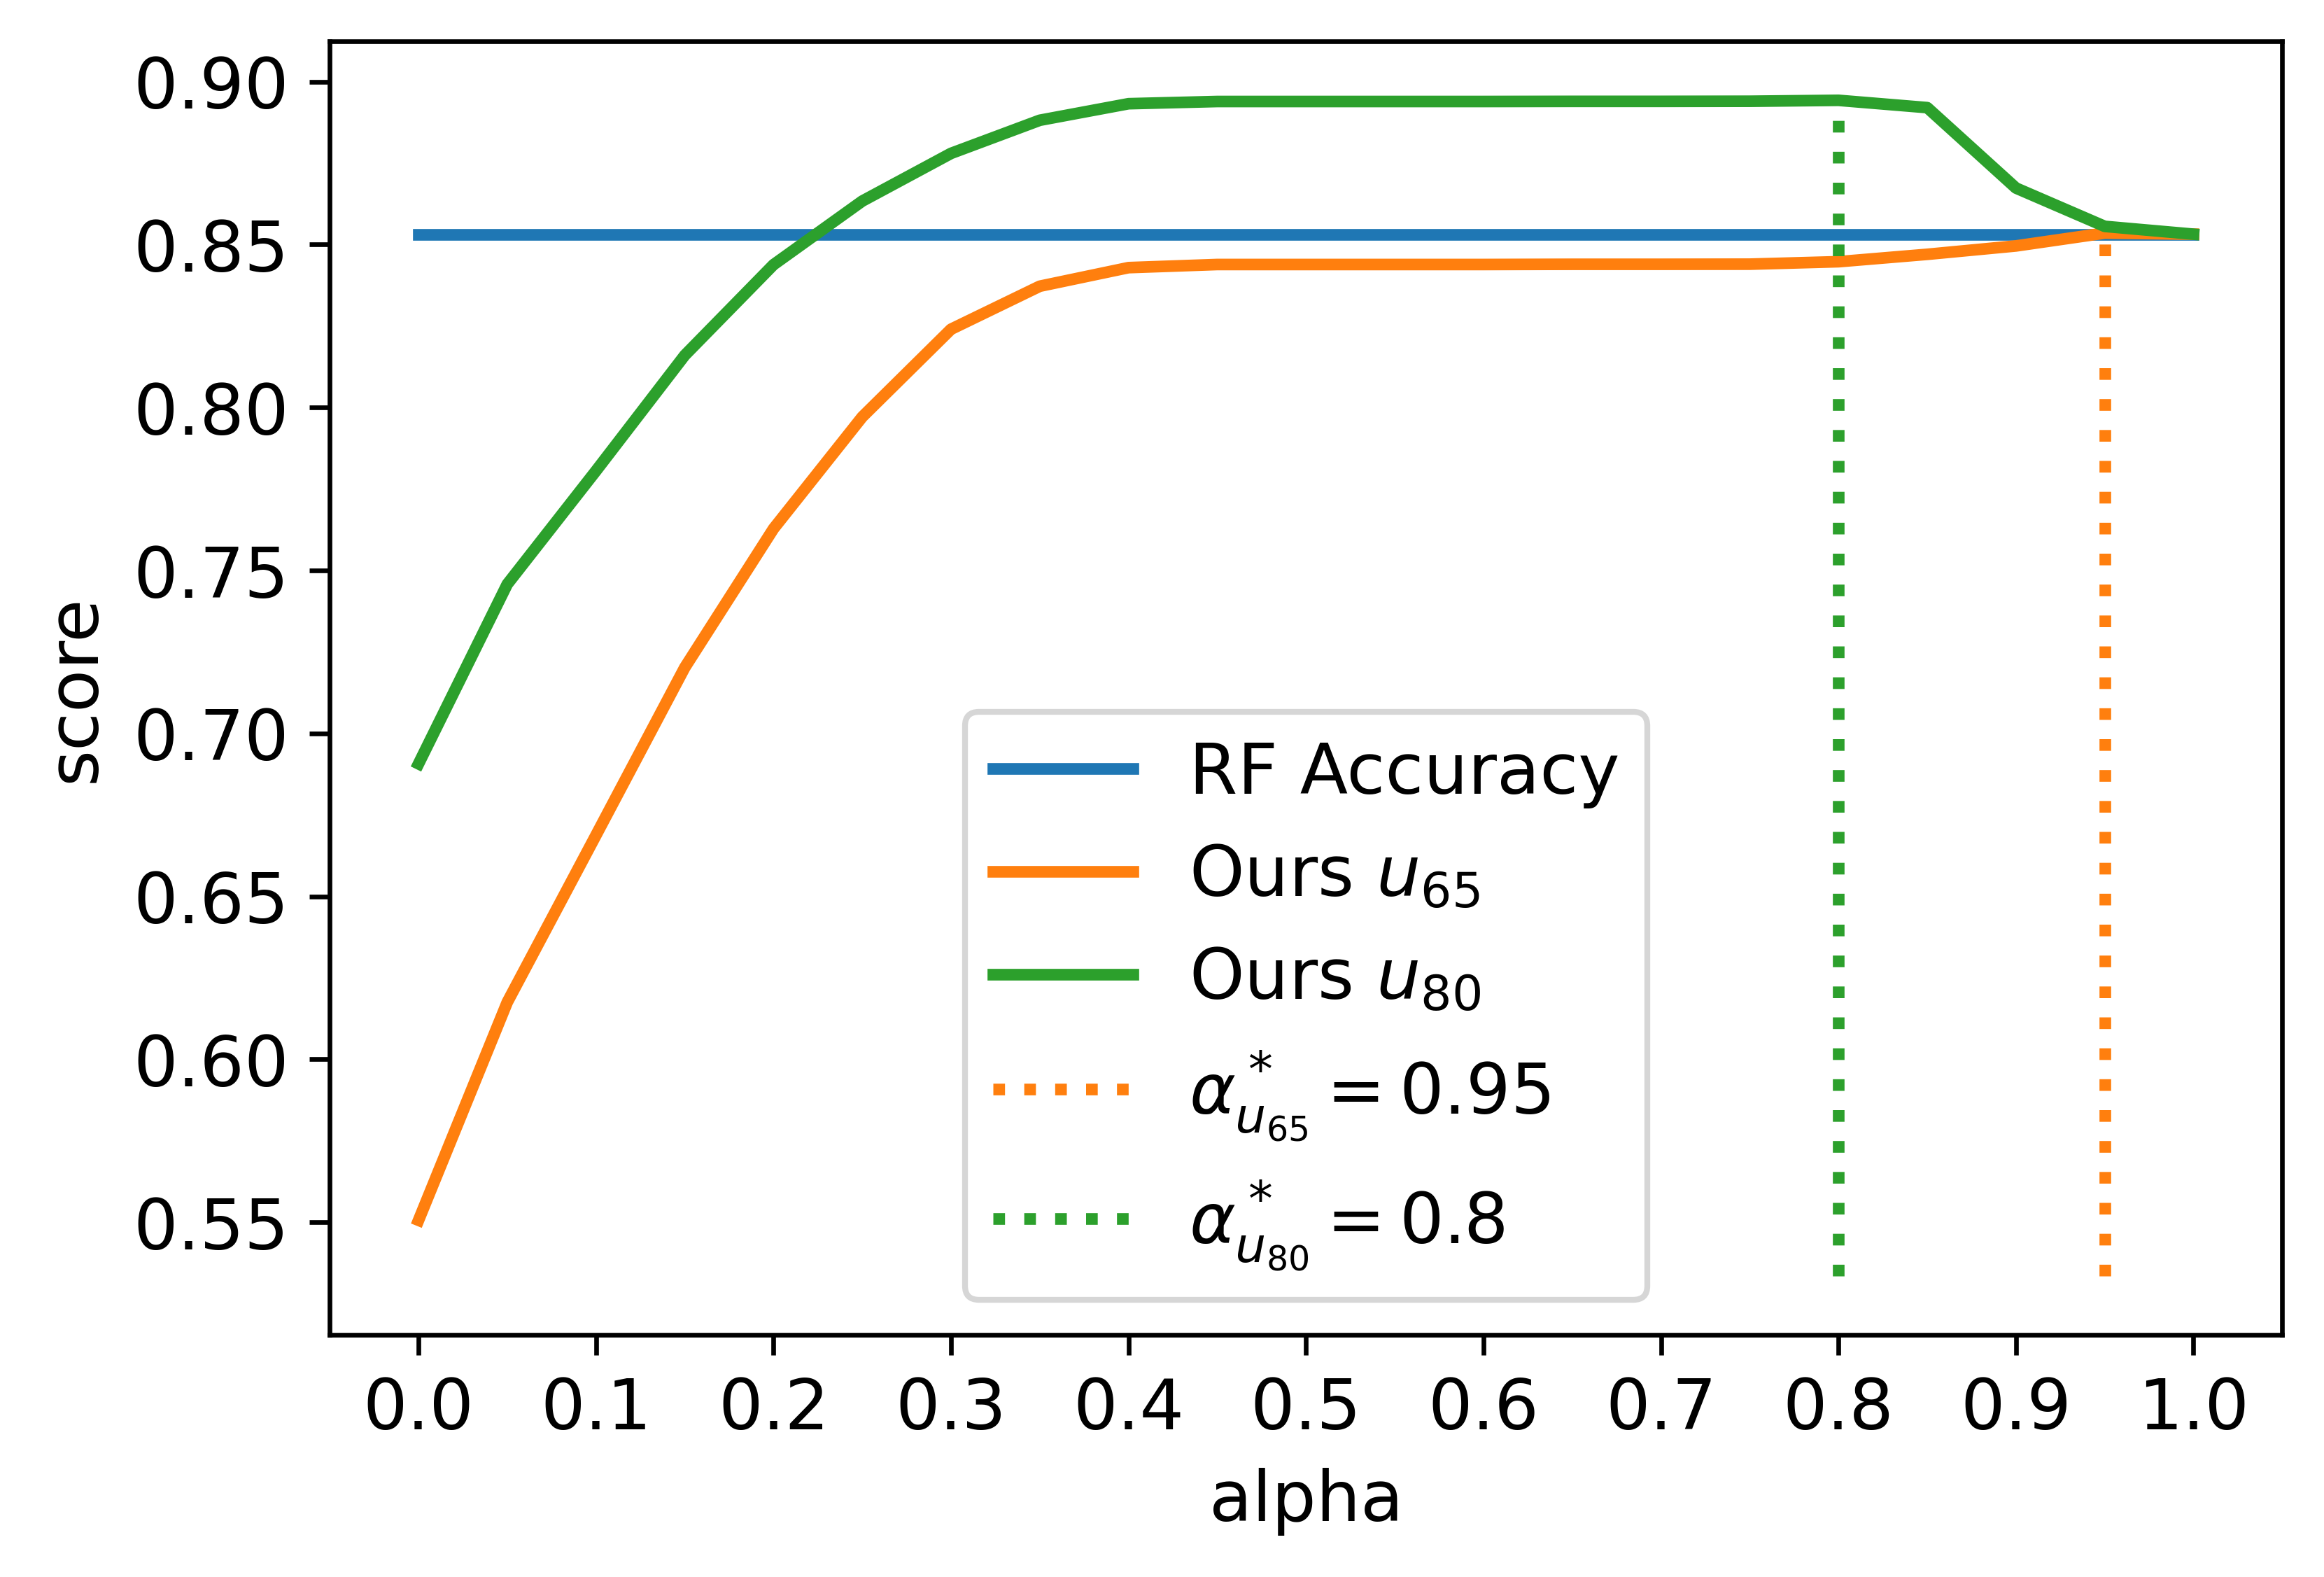 0.90
0.85
0.80
0.75
0.70
0.65
0.60
0.55
score
RF Accuracy
Ours u₆₅
Ours u₈₀
α*ᵤ₆₅ = 0.95
α*ᵤ₈₀ = 0.8
0.0 0.1 0.2 0.3 0.4 0.5 0.6 0.7 0.8 0.9 1.0
alpha